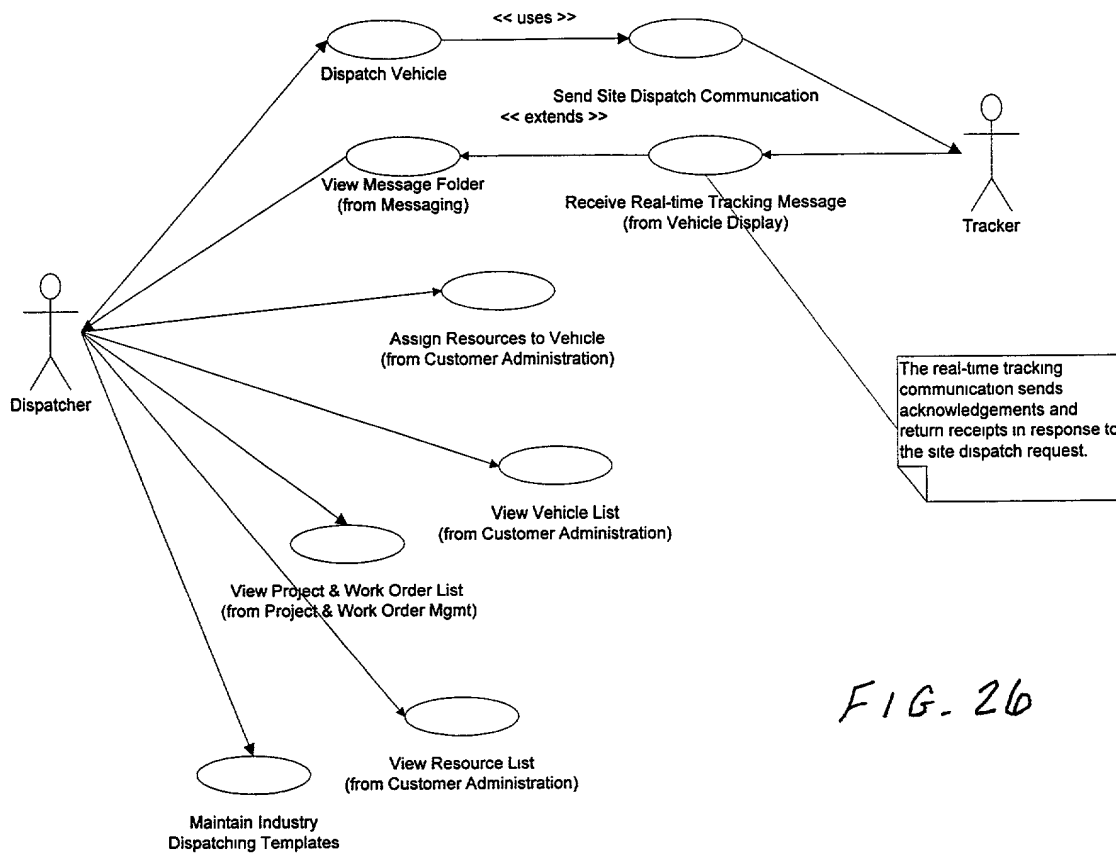 << uses >>
Dispatch Vehicle
Send Site Dispatch Communication
<< extends >>
View Message Folder
(from Messaging)
Receive Real-time Tracking Message
(from Vehicle Display)
Tracker
Dispatcher
Assign Resources to Vehicle
(from Customer Administration)
The real-time tracking
communication sends
acknowledgements and
return receipts in response to
the site dispatch request.
View Vehicle List
(from Customer Administration)
View Project & Work Order List
(from Project & Work Order Mgmt)
View Resource List
(from Customer Administration)
Maintain Industry
Dispatching Templates
FIG. 26